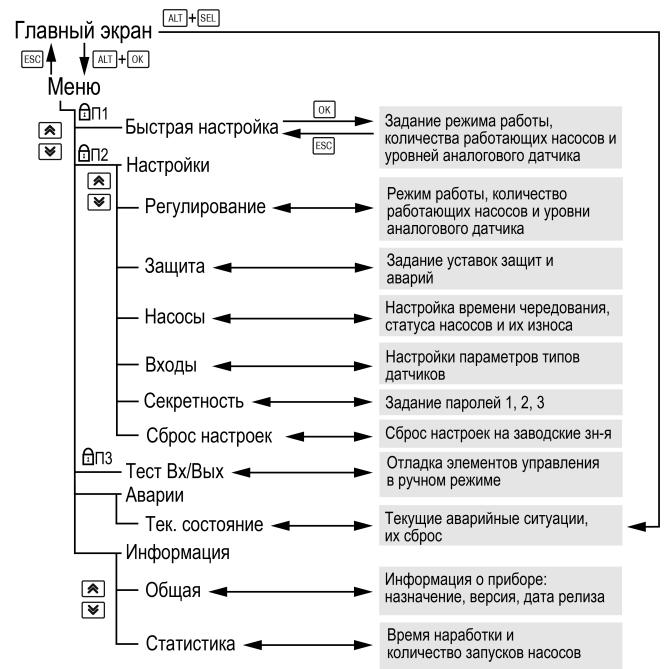 Главный экран
ALT+SEL
ESC
ALT+OK
Меню
П1
Быстрая настройка
OK
ESC
Задание режима работы,
количества работающих насосов и
уровней аналогового датчика
П2
Настройки
Регулирование
Режим работы, количество
работающих насосов и уровни
аналогового датчика
Защита
Задание уставок защит и
аварий
Насосы
Настройка времени чередования,
статуса насосов и их износа
Входы
Настройки параметров типов
датчиков
Секретность
Задание паролей 1, 2, 3
Сброс настроек
Сброс настроек на заводские зн-я
П3
Тест Вх/Вых
Отладка элементов управления
в ручном режиме
Аварии
Тек. состояние
Текущие аварийные ситуации,
их сброс
Информация
Общая
Информация о приборе:
назначение, версия, дата релиза
Статистика
Время наработки и
количество запусков насосов